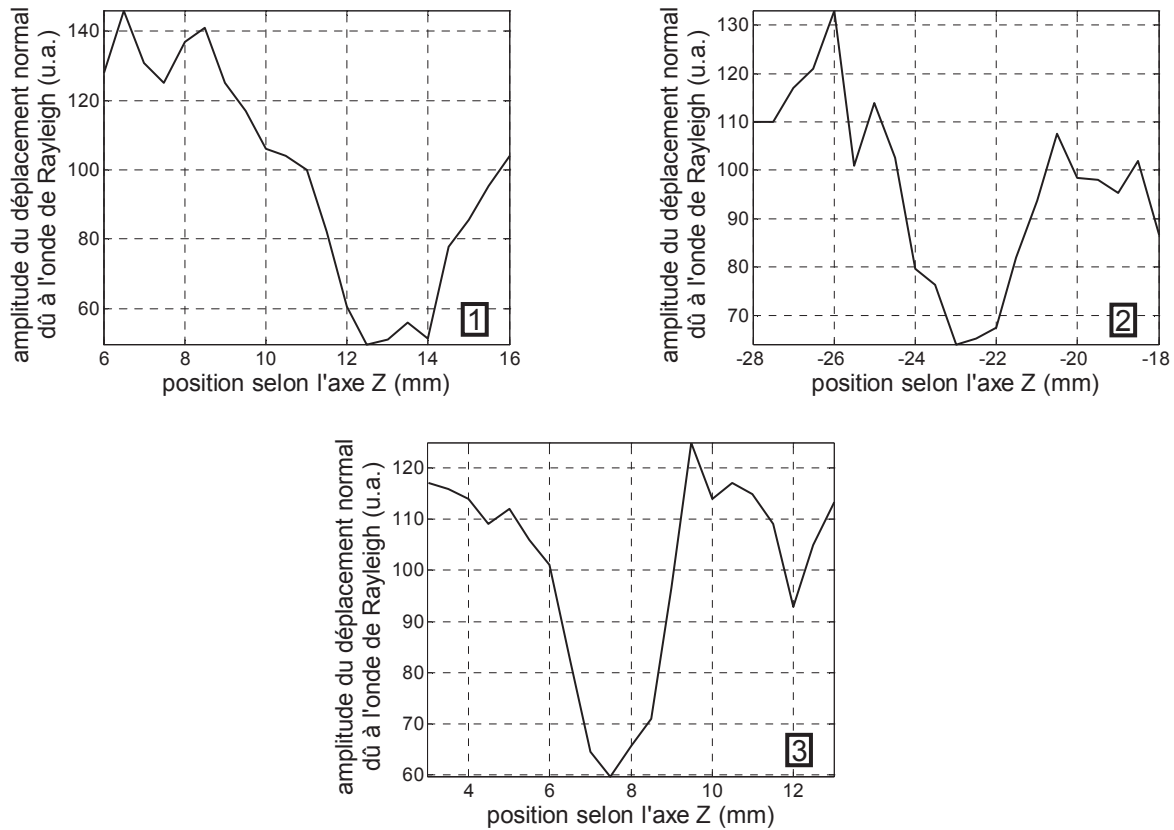 amplitude du déplacement normal
dû à l'onde de Rayleigh (u.a.)
140
120
100
80
60
6 8 10 12 14 16
position selon l'axe Z (mm)
1
amplitude du déplacement normal
dû à l'onde de Rayleigh (u.a.)
130
120
110
100
90
80
70
-28 -26 -24 -22 -20 -18
position selon l'axe Z (mm)
2
amplitude du déplacement normal
dû à l'onde de Rayleigh (u.a.)
120
110
100
90
80
70
60
4 6 8 10 12
position selon l'axe Z (mm)
3